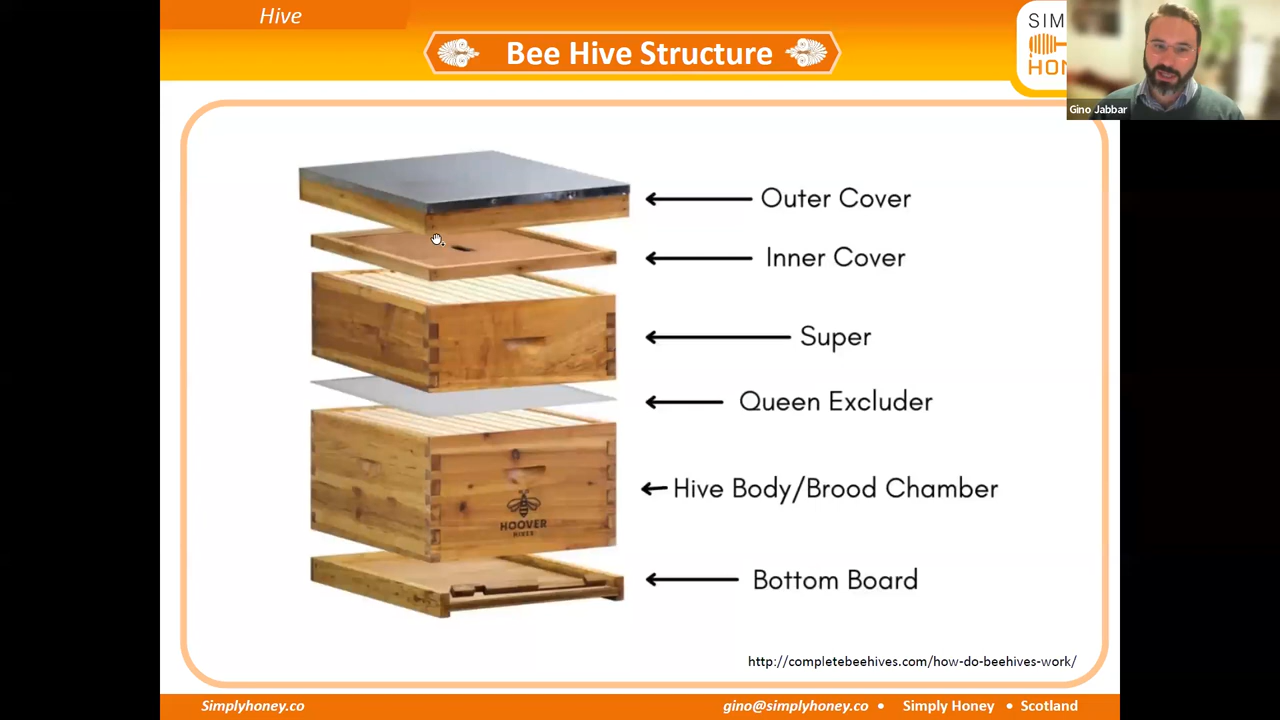 Hive
Bee Hive Structure
SIM
HON
Gino Jabbar
Outer Cover
Inner Cover
Super
Queen Excluder
Hive Body/Brood Chamber
HOOVER
HIVES
Bottom Board
http://completebeehives.com/how-do-beehives-work/
Simplyhoney.co
gino@simplyhoney.co • Simply Honey • Scotland